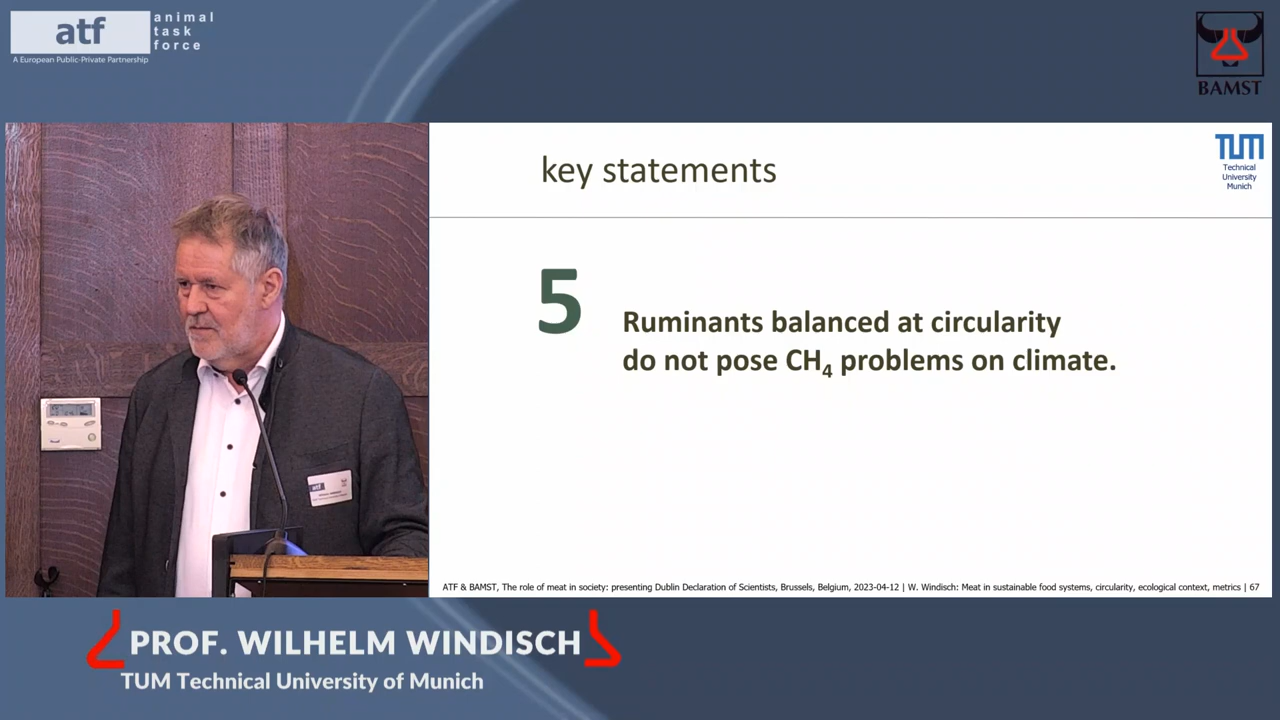 atf
animal
task
force
A European Public-Private Partnership
BAMST
key statements
TUM
Technical
University
Munich
5
Ruminants balanced at circularity
do not pose CH₄ problems on climate.
atf
ATF & BAMST, The role of meat in society: presenting Dublin Declaration of Scientists, Brussels, Belgium, 2023-04-12 | W. Windisch: Meat in sustainable food systems, circularity, ecological context, metrics | 67
PROF. WILHELM WINDISCH
TUM Technical University of Munich